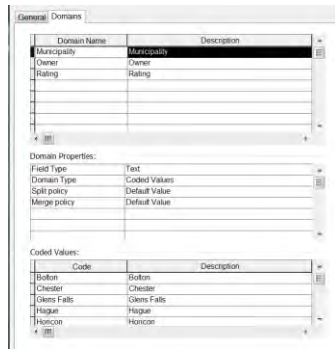 General Domains
Domain Name Description
Municipality Municipality
Owner Owner
Rating Rating
Domain Properties:
Field Type Text
Domain Type Coded Values
Split policy Default Value
Merge policy Default Value
Coded Values:
Code Description
Bolton Bolton
Chester Chester
Glens Falls Glens Falls
Hague Hague
Horicon Horicon